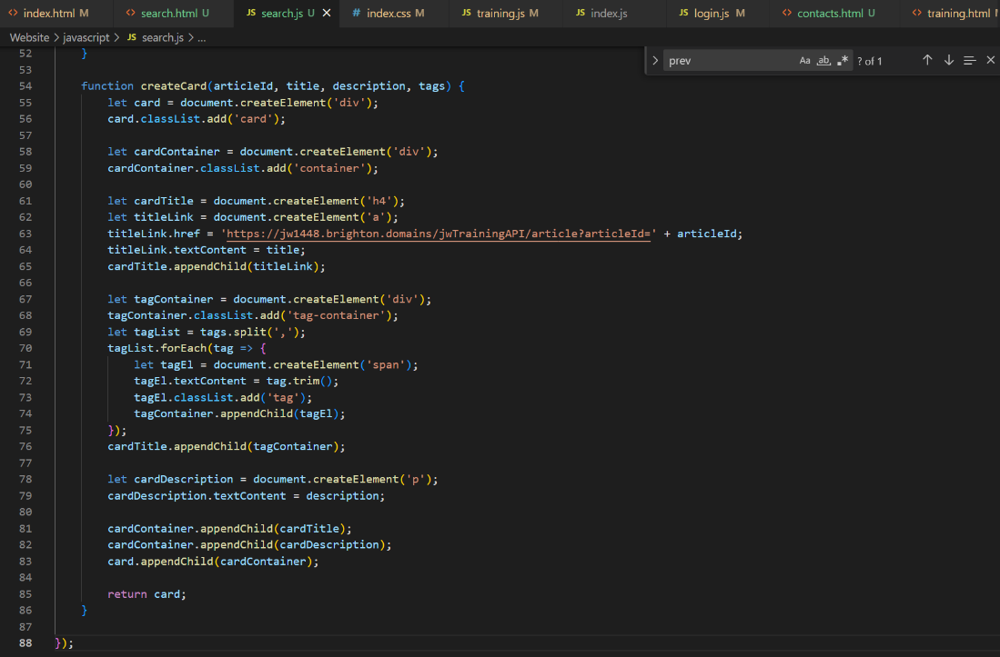 index.html M search.html U JS search.js U JS training.js M JS index.js JS login.js M contacts.html U training.html
# index.css M
Website > javascript > JS search.js > ...
prev Aa ab ? of 1
52 }
53
54 function createCard(articleId, title, description, tags) {
55 let card = document.createElement('div');
56 card.classList.add('card');
57
58 let cardContainer = document.createElement('div');
59 cardContainer.classList.add('container');
60
61 let cardTitle = document.createElement('h4');
62 let titleLink = document.createElement('a');
63 titleLink.href = 'https://jw1448.brighton.domains/jwTrainingAPI/article?articleId=' + articleId;
64 titleLink.textContent = title;
65 cardTitle.appendChild(titleLink);
66
67 let tagContainer = document.createElement('div');
68 tagContainer.classList.add('tag-container');
69 let tagList = tags.split(',');
70 tagList.forEach(tag => {
71 let tagEl = document.createElement('span');
72 tagEl.textContent = tag.trim();
73 tagEl.classList.add('tag');
74 tagContainer.appendChild(tagEl);
75 });
76 cardTitle.appendChild(tagContainer);
77
78 let cardDescription = document.createElement('p');
79 cardDescription.textContent = description;
80
81 cardContainer.appendChild(cardTitle);
82 cardContainer.appendChild(cardDescription);
83 card.appendChild(cardContainer);
84
85 return card;
86 }
87
88 });